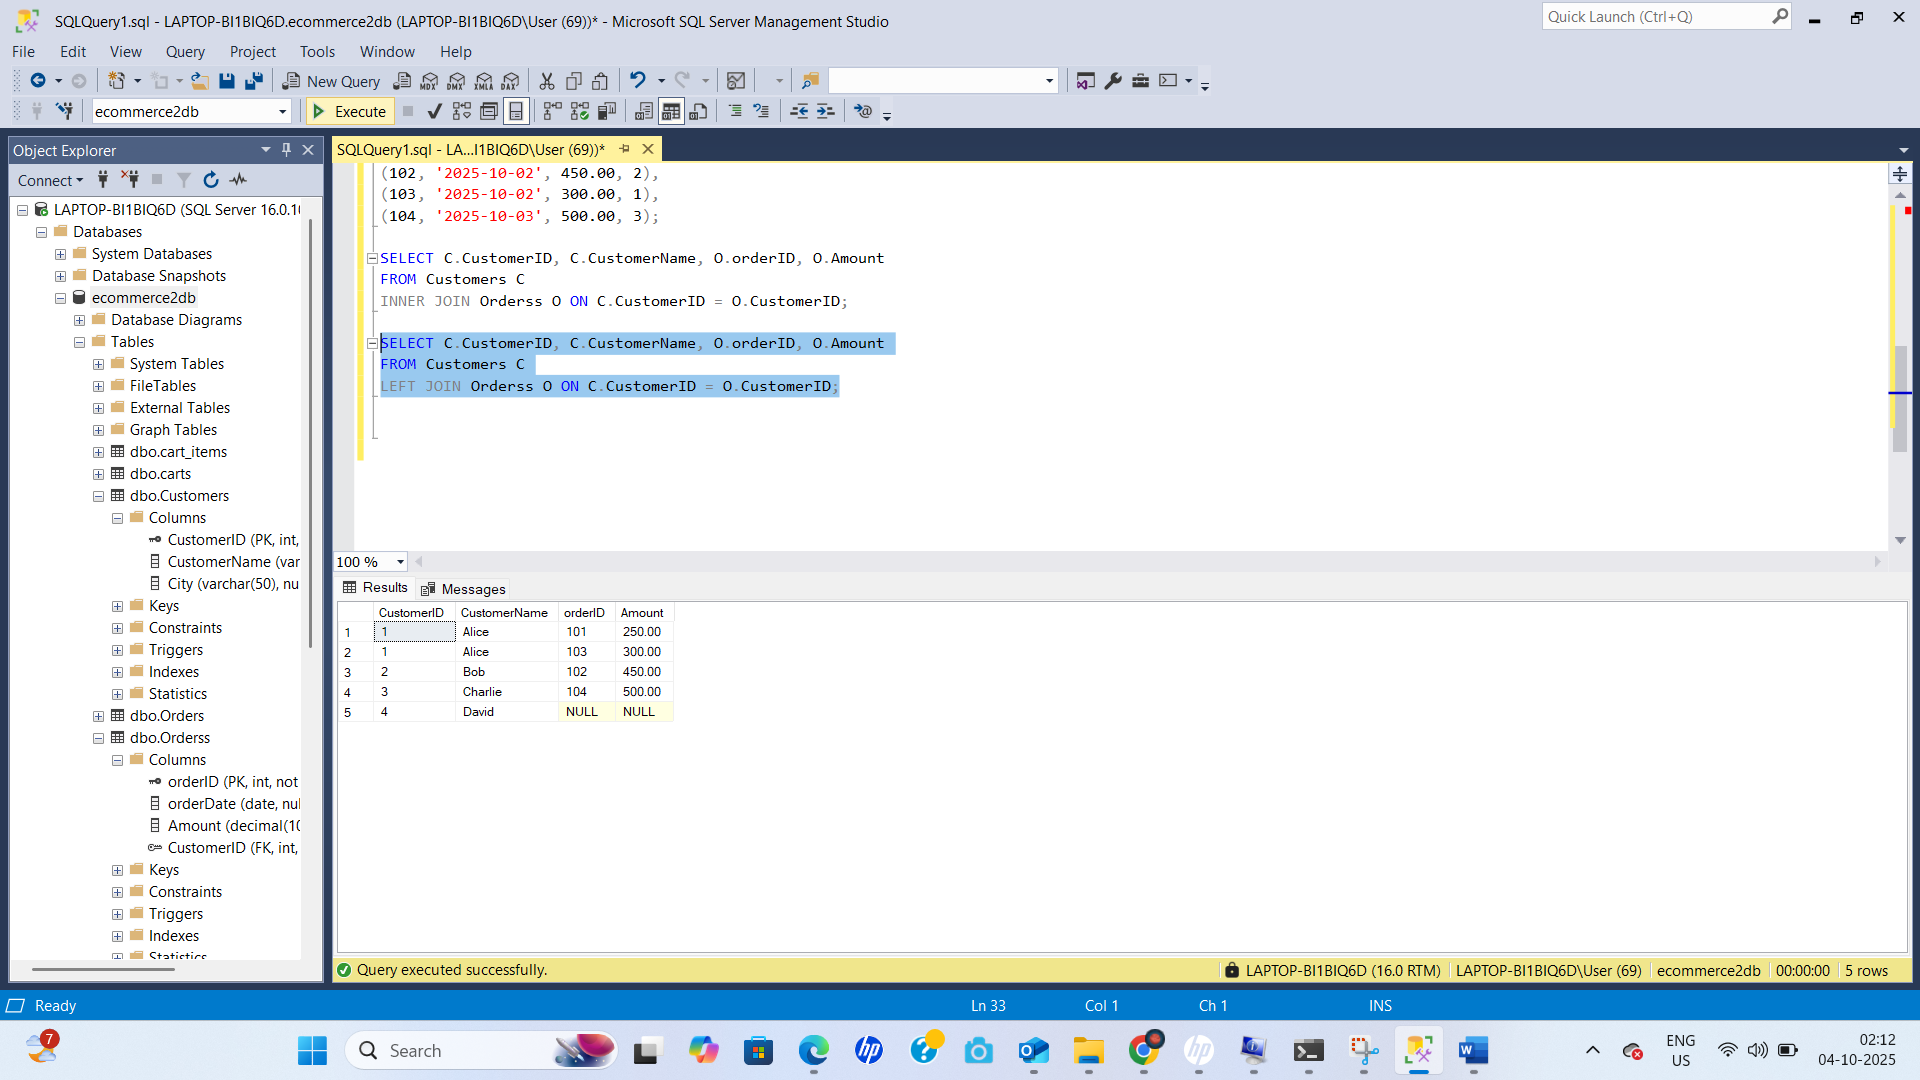 SQLQuery1.sql - LAPTOP-BI1BIQ6D.ecommerce2db (LAPTOP-BI1BIQ6D\User (69))* - Microsoft SQL Server Management Studio
Quick Launch (Ctrl+Q)
File Edit View Query Project Tools Window Help
New Query MDX DMX XMLA DAX
ecommerce2db Execute
Object Explorer
Connect
LAPTOP-BI1BIQ6D (SQL Server 16.0.10
Databases
System Databases
Database Snapshots
ecommerce2db
Database Diagrams
Tables
System Tables
FileTables
External Tables
Graph Tables
dbo.cart_items
dbo.carts
dbo.Customers
Columns
CustomerID (PK, int,
CustomerName (var
City (varchar(50), nu
Keys
Constraints
Triggers
Indexes
Statistics
dbo.Orders
dbo.Orderss
Columns
orderID (PK, int, not
orderDate (date, nul
Amount (decimal(10
CustomerID (FK, int,
Keys
Constraints
Triggers
Indexes
Statistics
SQLQuery1.sql - LA...I1BIQ6D\User (69))*
(102, '2025-10-02', 450.00, 2),
(103, '2025-10-02', 300.00, 1),
(104, '2025-10-03', 500.00, 3);
SELECT C.CustomerID, C.CustomerName, O.orderID, O.Amount
FROM Customers C
INNER JOIN Orderss O ON C.CustomerID = O.CustomerID;
SELECT C.CustomerID, C.CustomerName, O.orderID, O.Amount
FROM Customers C
LEFT JOIN Orderss O ON C.CustomerID = O.CustomerID;
100 %
Results Messages
CustomerID CustomerName orderID Amount
1 1 Alice 101 250.00
2 1 Alice 103 300.00
3 2 Bob 102 450.00
4 3 Charlie 104 500.00
5 4 David NULL NULL
Query executed successfully. LAPTOP-BI1BIQ6D (16.0 RTM) LAPTOP-BI1BIQ6D\User (69) ecommerce2db 00:00:00 5 rows
Ready Ln 33 Col 1 Ch 1 INS
7 Search ENG 02:12
US 04-10-2025